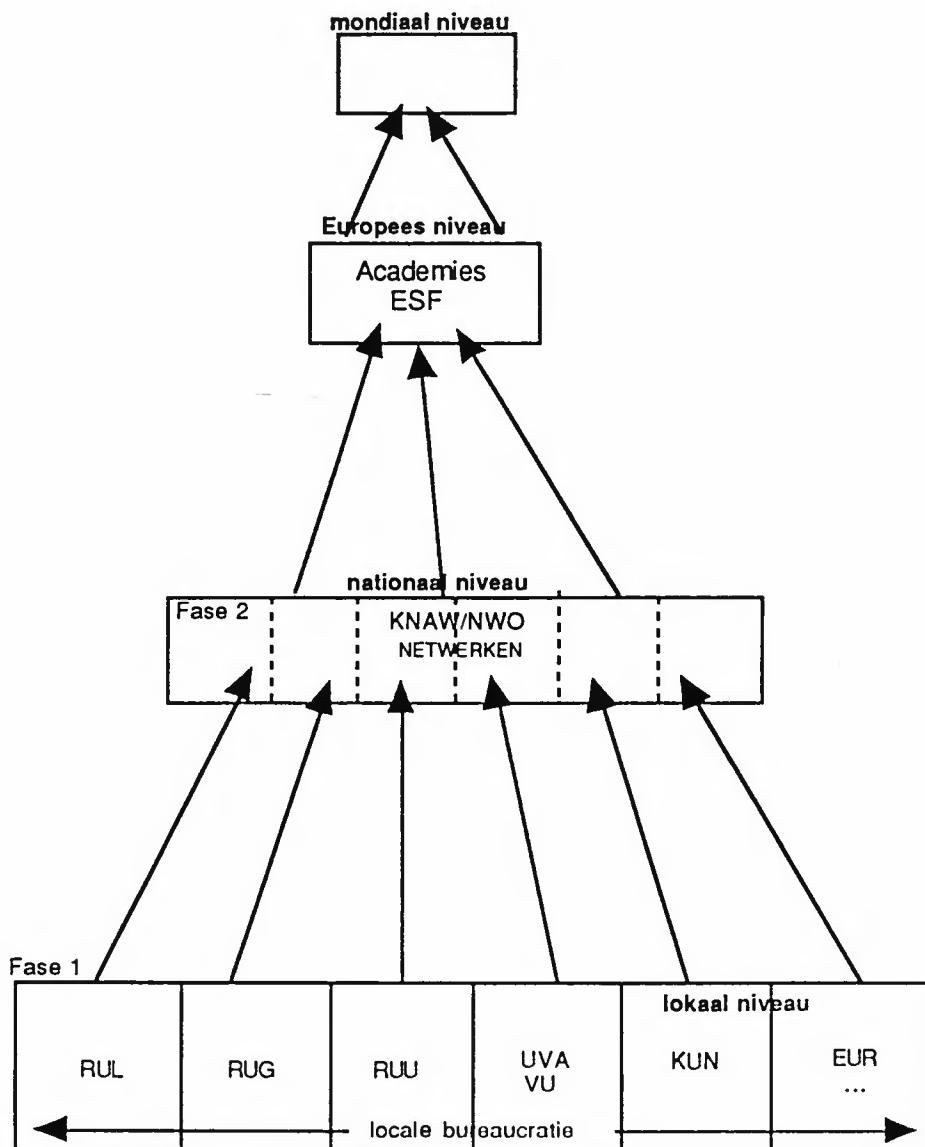 mondiaal niveau
Europees niveau
Academies
ESF
nationaal niveau
Fase 2
KNAW/NWO
NETWERKEN
Fase 1
lokaal niveau
RUL
RUG
RUU
UVA
VU
KUN
EUR
...
locale bureaucratie